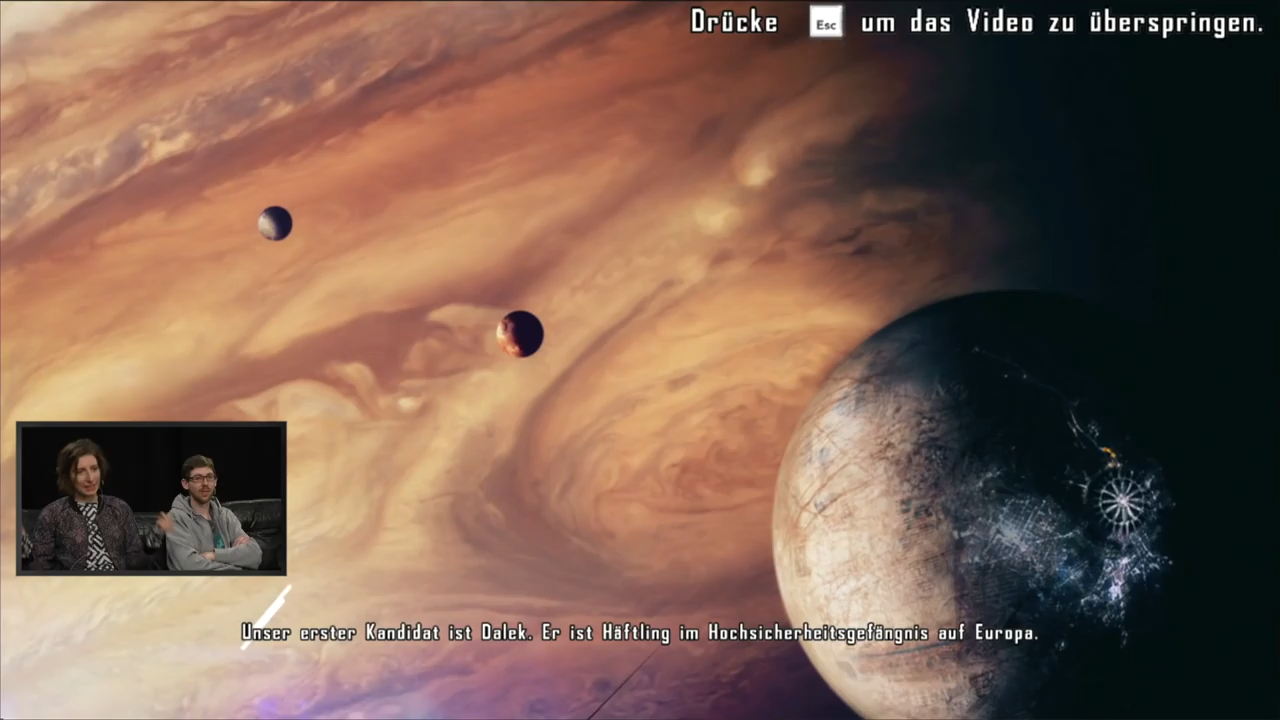 Drücke Esc um das Video zu überspringen.
Unser erster Kandidat ist Dalek. Er ist Häftling im Hochsicherheitsgefängnis auf Europa.